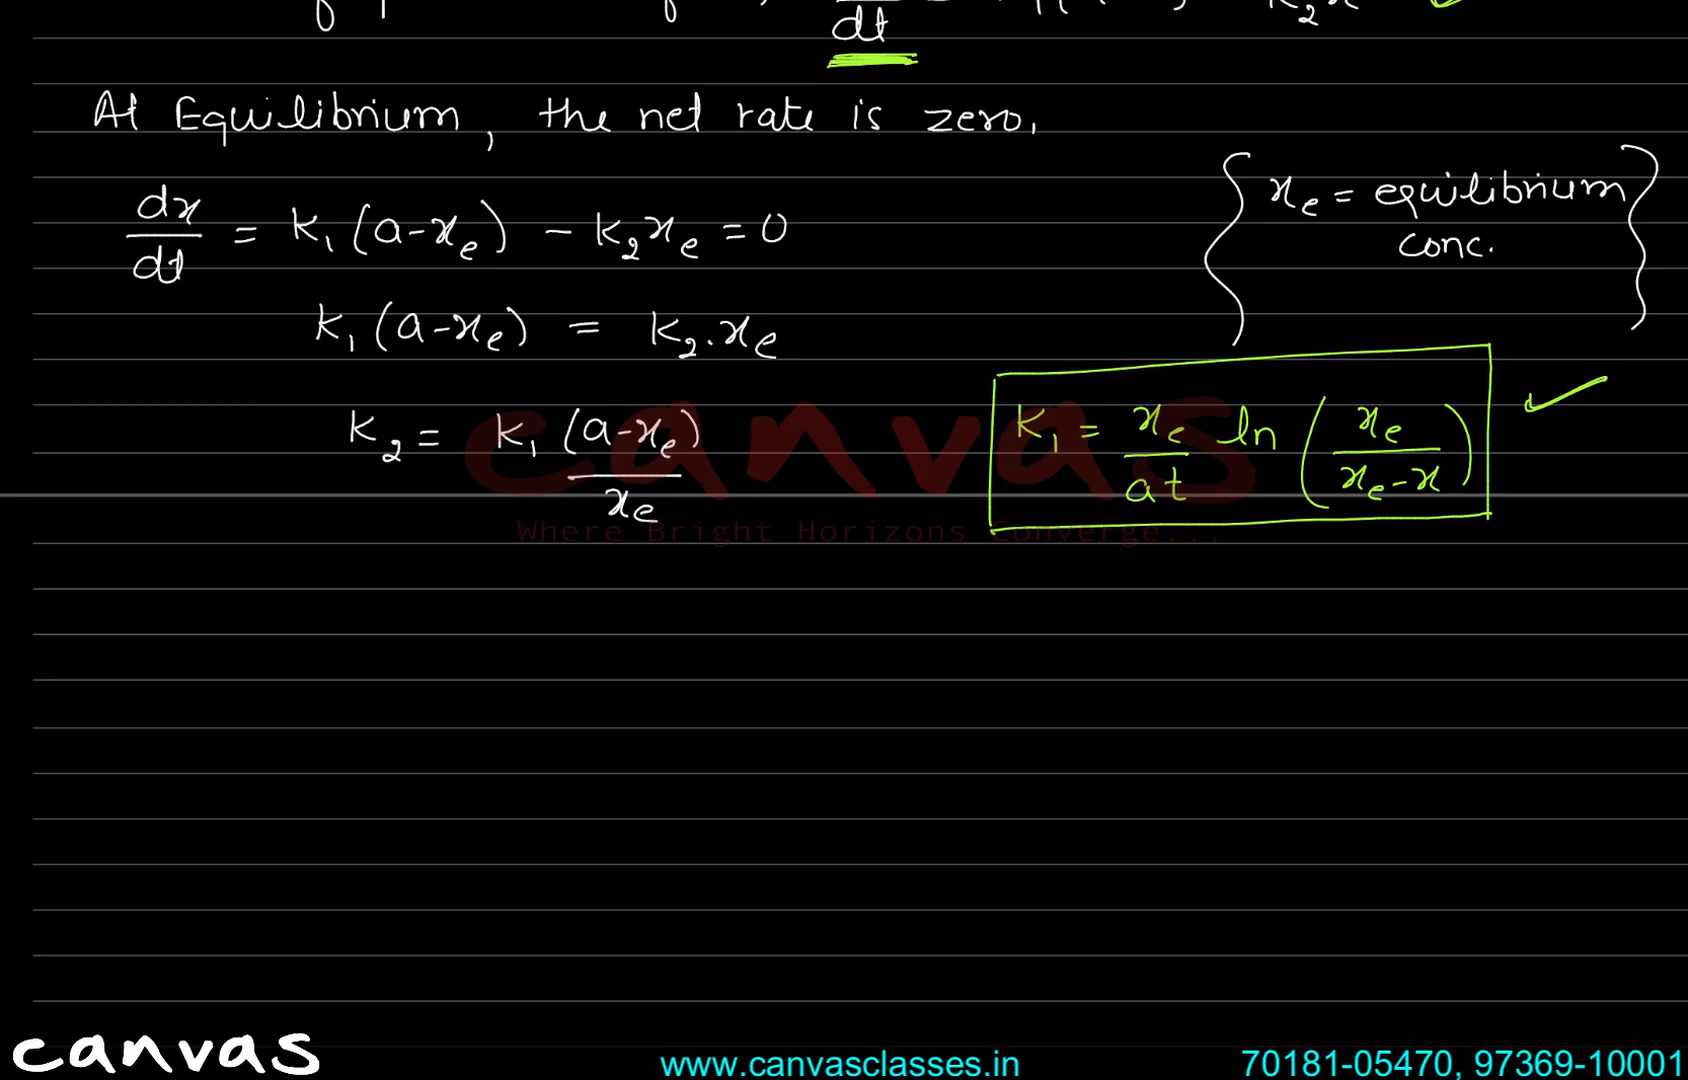 dt
k₂x
At Equilibrium, the net rate is zero.
dx/dt = k₁(a-xₑ) - k₂xₑ = 0
{ xₑ = equilibrium
conc. }
k₁(a-xₑ) = k₂.xₑ
k₂ = k₁(a-xₑ)/xₑ
k₁ = xₑ/at ln(xₑ/xₑ-x)
canvas
Where Bright Horizons Converge...
canvas
www.canvasclasses.in
70181-05470, 97369-10001